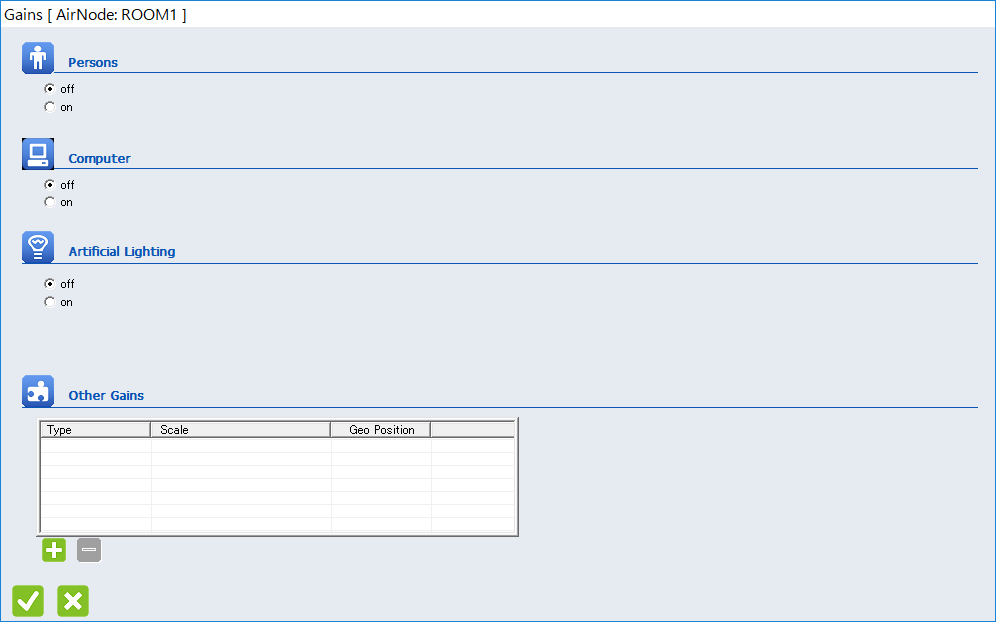 Gains [ AirNode: ROOM1 ]
Persons
off
on
Computer
off
on
Artificial Lighting
off
on
Other Gains
Type Scale Geo Position